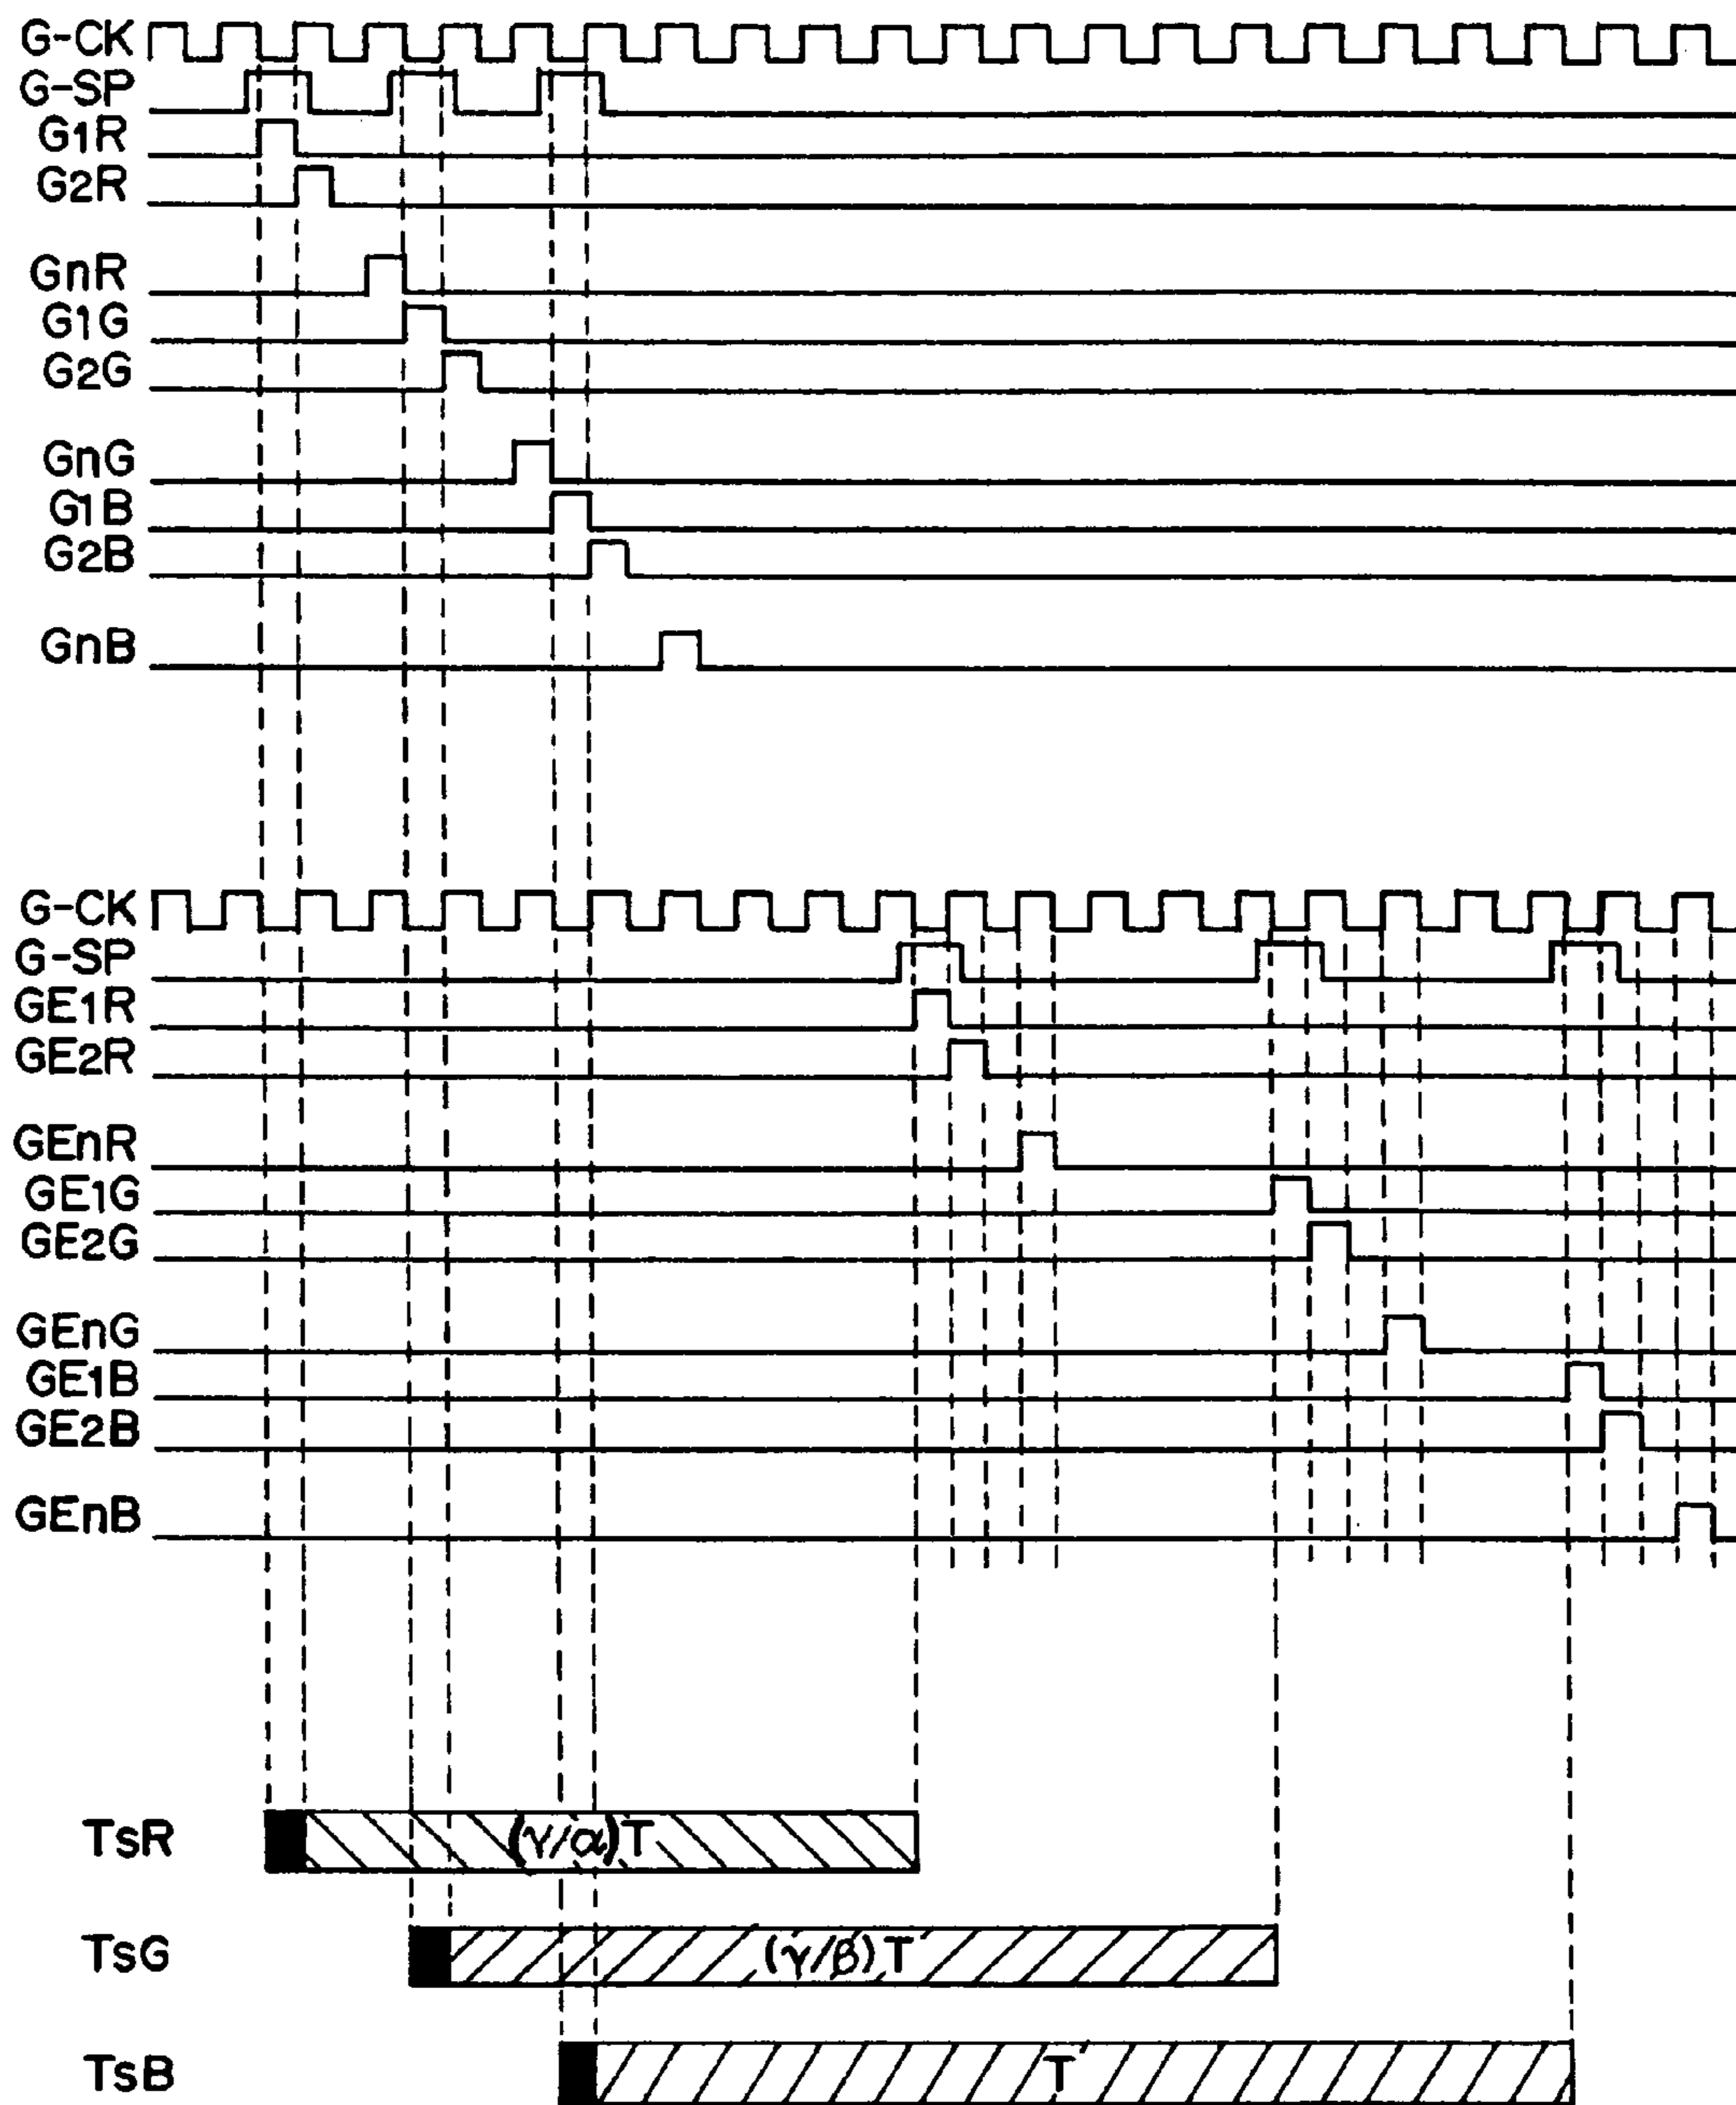 G-CK
G-SP
G1R
G2R
GnR
G1G
G2G
GnG
G1B
G2B
GnB
G-CK
G-SP
GE1R
GE2R
GEnR
GE1G
GE2G
GEnG
GE1B
GE2B
GEnB
TsR (γ/α)T
TsG (γ/β)T
TsB T